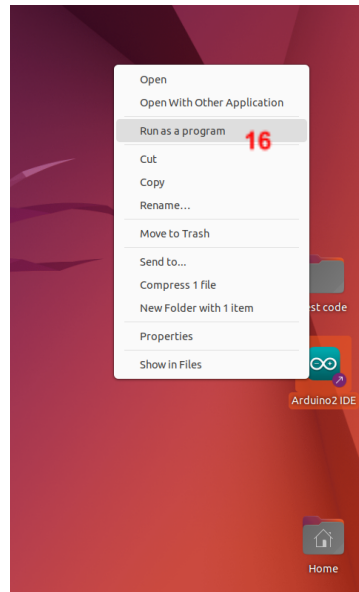 Open
Open With Other Application
Run as a program
16
Cut
Copy
Rename...
Move to Trash
Send to...
Compress 1 file
New Folder with 1 item
Properties
Show in Files
st code
Arduino2 IDE
Home